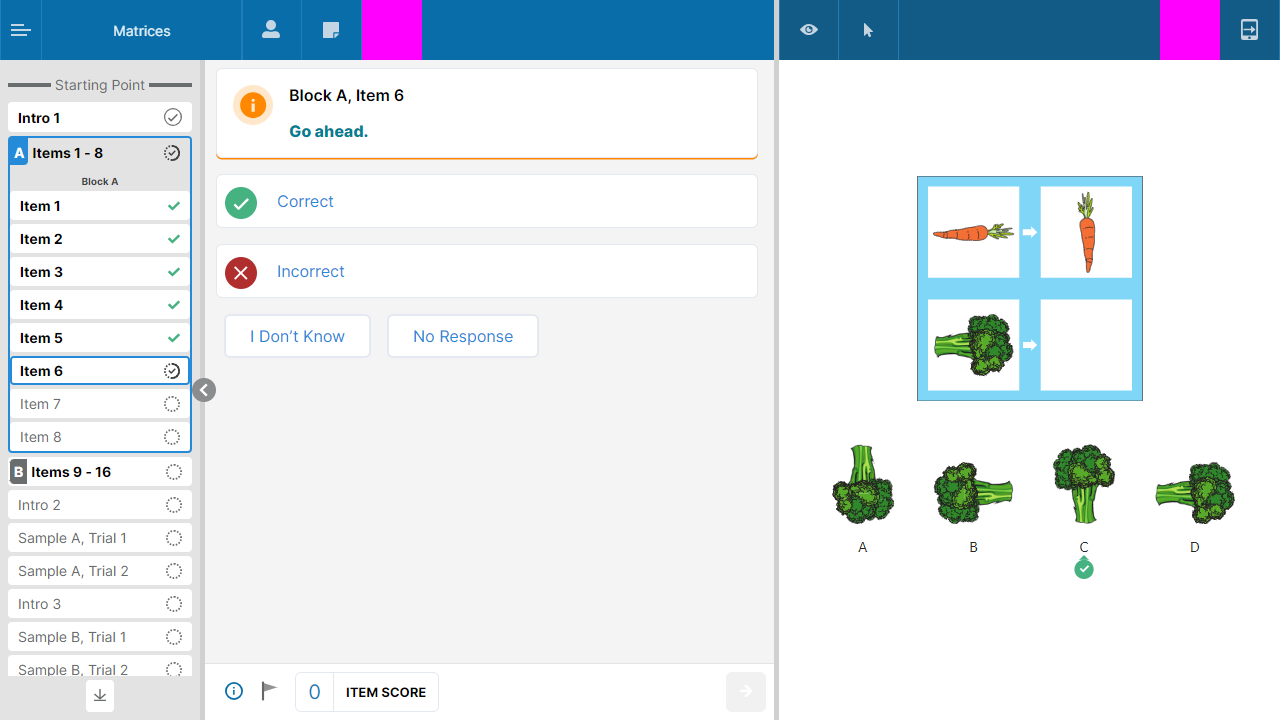 Matrices
Starting Point
Intro 1
A Items 1 - 8
Block A
Item 1
Item 2
Item 3
Item 4
Item 5
Item 6
Item 7
Item 8
B Items 9 - 16
Intro 2
Sample A, Trial 1
Sample A, Trial 2
Intro 3
Sample B, Trial 1
Sample B, Trial 2
Block A, Item 6
Go ahead.
Correct
Incorrect
I Don’t Know
No Response
0 ITEM SCORE
A B C D